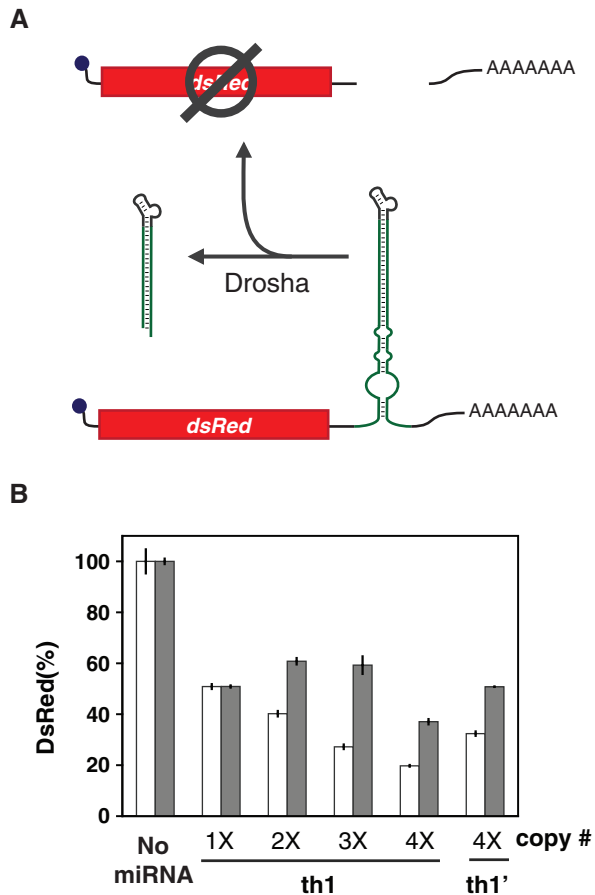 A
dsRed
AAAAAAA
Drosha
dsRed
AAAAAAA
B
DsRed(%)
100
80
60
40
20
0
No miRNA
1X 2X 3X 4X 4X copy #
th1 th1'